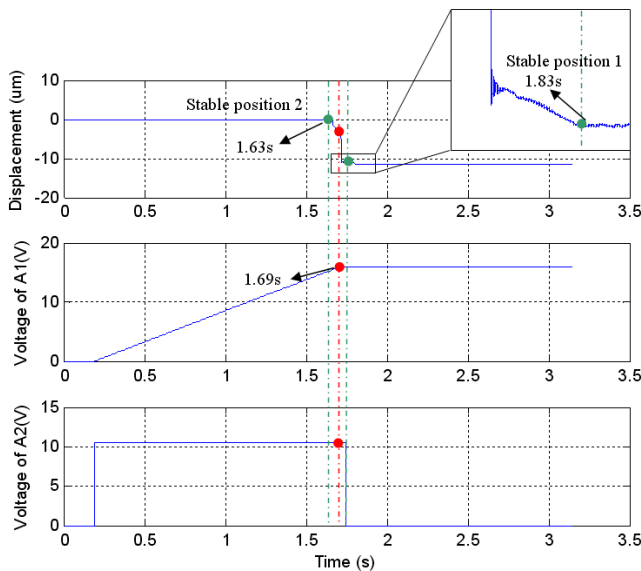 Stable position 1
1.83s
10
0
-10
-20
Displacement (um)
Stable position 2
1.63s
0 0.5 1 1.5 2 2.5 3 3.5
20
10
0
Voltage of A1(V)
1.69s
0 0.5 1 1.5 2 2.5 3 3.5
15
10
5
0
Voltage of A2(V)
0 0.5 1 1.5 2 2.5 3 3.5
Time (s)